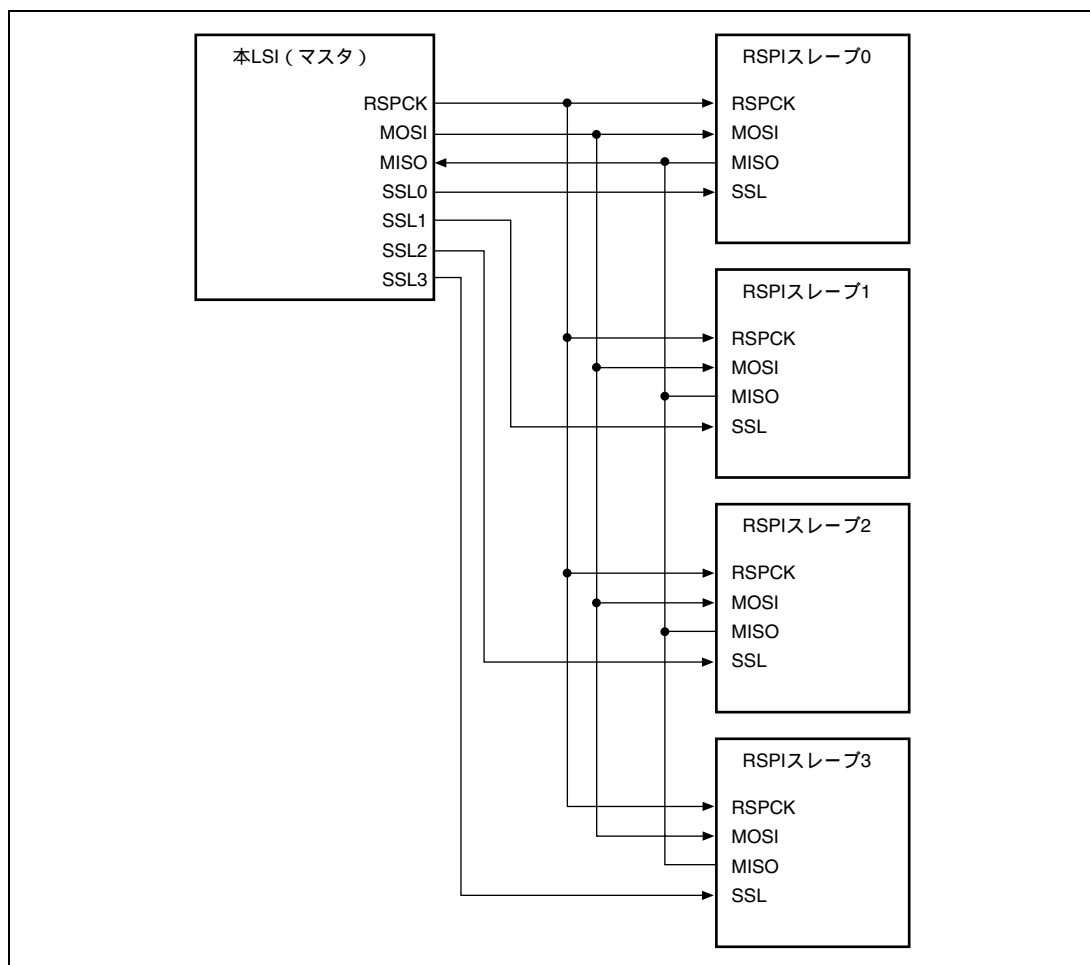 本LSI（マスタ）
RSPCK
MOSI
MISO
SSL0
SSL1
SSL2
SSL3
RSPIスレーブ0
RSPCK
MOSI
MISO
SSL
RSPIスレーブ1
RSPCK
MOSI
MISO
SSL
RSPIスレーブ2
RSPCK
MOSI
MISO
SSL
RSPIスレーブ3
RSPCK
MOSI
MISO
SSL